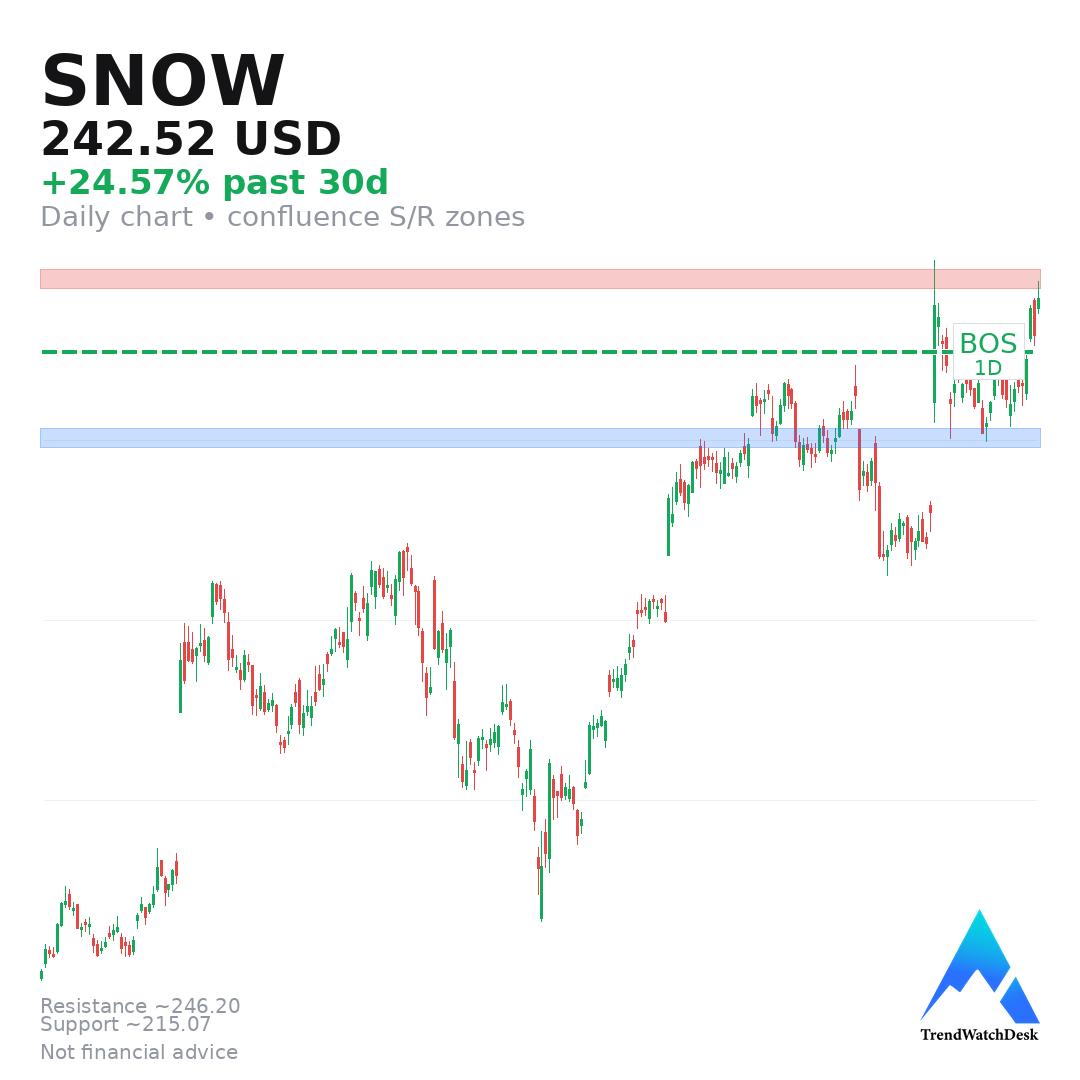 SNOW
242.52 USD
+24.57% past 30d
Daily chart • confluence S/R zones
BOS
1D
Resistance ~246.20
Support ~215.07
Not financial advice
TrendWatchDesk